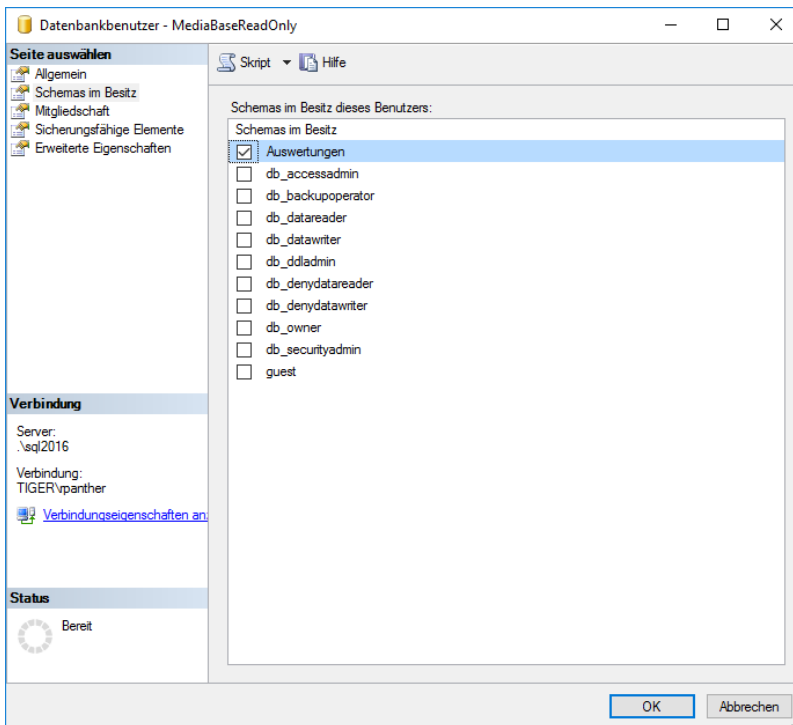 Datenbankbenutzer - MediaBaseReadOnly
Seite auswählen
Allgemein
Schemas im Besitz
Mitgliedschaft
Sicherungsfähige Elemente
Erweiterte Eigenschaften
Skript
Hilfe
Schemas im Besitz dieses Benutzers:
Schemas im Besitz
Auswertungen
db_accessadmin
db_backupoperator
db_datareader
db_datawriter
db_ddladmin
db_denydatareader
db_denydatawriter
db_owner
db_securityadmin
guest
Verbindung
Server:
.\sql2016
Verbindung:
TIGER\rpanther
Verbindungseigenschaften an
Status
Bereit
OK
Abbrechen